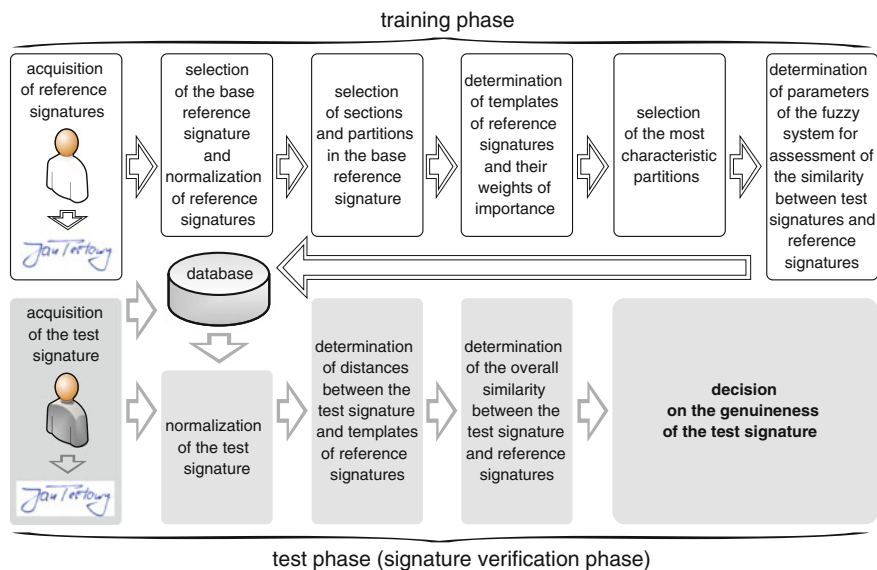 training phase
acquisition
of reference
signatures
Jan Testowy
selection
of the base
reference
signature
and
normalization
of reference
signatures
selection
of sections
and partitions
in the base
reference
signature
determination
of templates
of reference
signatures
and their
weights of
importance
selection
of the most
characteristic
partitions
determination
of parameters
of the fuzzy
system for
assessment of
the similarity
between test
signatures and
reference
signatures
database
acquisition
of the test
signature
Jan Testowy
normalization
of the test
signature
determination
of distances
between the
test signature
and templates
of reference
signatures
determination
of the overall
similarity
between the
test signature
and reference
signatures
decision
on the genuineness
of the test signature
test phase (signature verification phase)